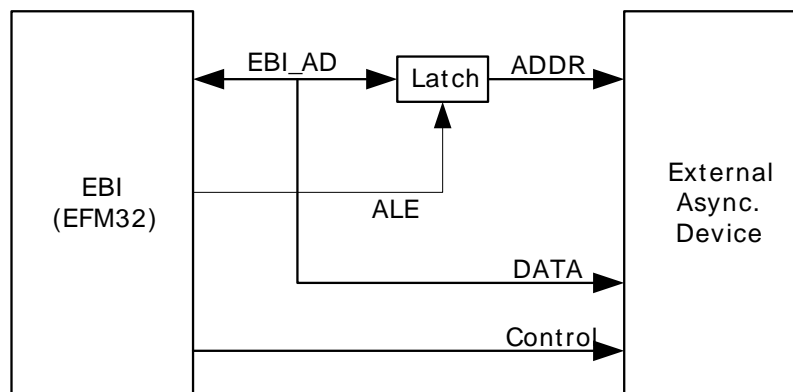 EBI_AD
Latch
ADDR
EBI
(EFM32)
ALE
External
Async.
Device
DATA
Control